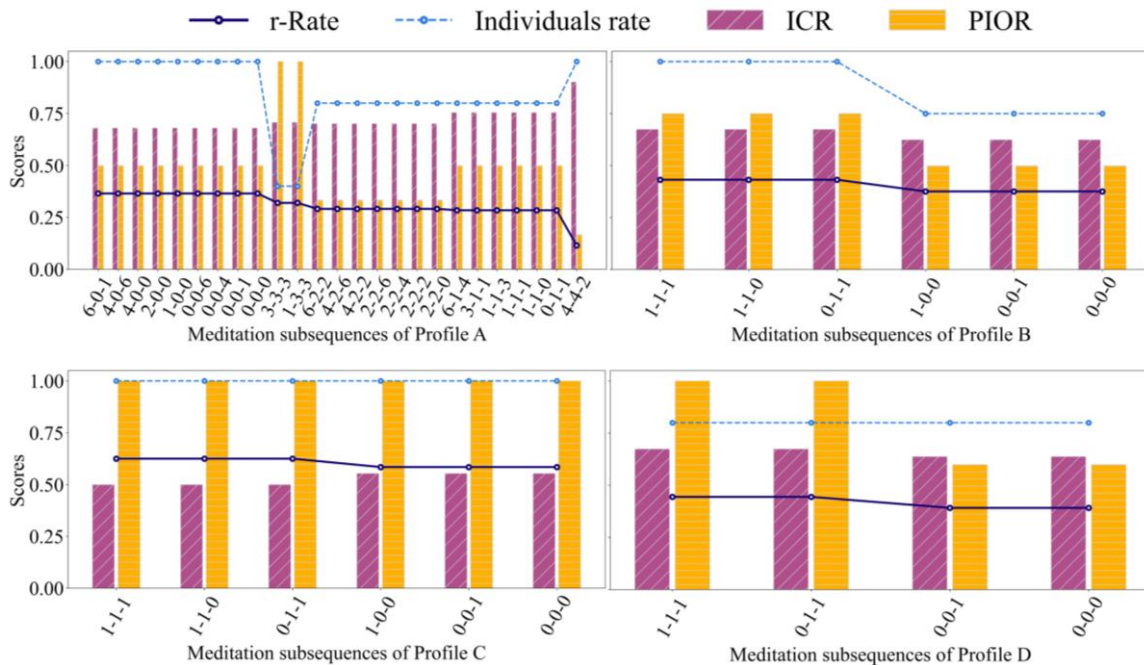 r-Rate Individuals rate ICR PIOR
Scores
1.00
0.75
0.50
0.25
0.00
6-0-1 4-0-6 4-0-0 2-0-0 1-0-0 0-0-6 0-0-4 0-0-1 0-0-0 3-3-3 1-3-3 6-2-2 4-2-6 4-2-2 2-2-6 2-2-4 2-2-2 2-2-0 6-1-4 3-1-1 1-1-3 1-1-1 1-1-0 0-1-1 4-4-2
Meditation subsequences of Profile A
1-1-1 1-1-0 0-1-1 1-0-0 0-0-1 0-0-0
Meditation subsequences of Profile B
Scores
1.00
0.75
0.50
0.25
0.00
1-1-1 1-1-0 0-1-1 1-0-0 0-0-1 0-0-0
Meditation subsequences of Profile C
1-1-1 0-1-1 0-0-1 0-0-0
Meditation subsequences of Profile D